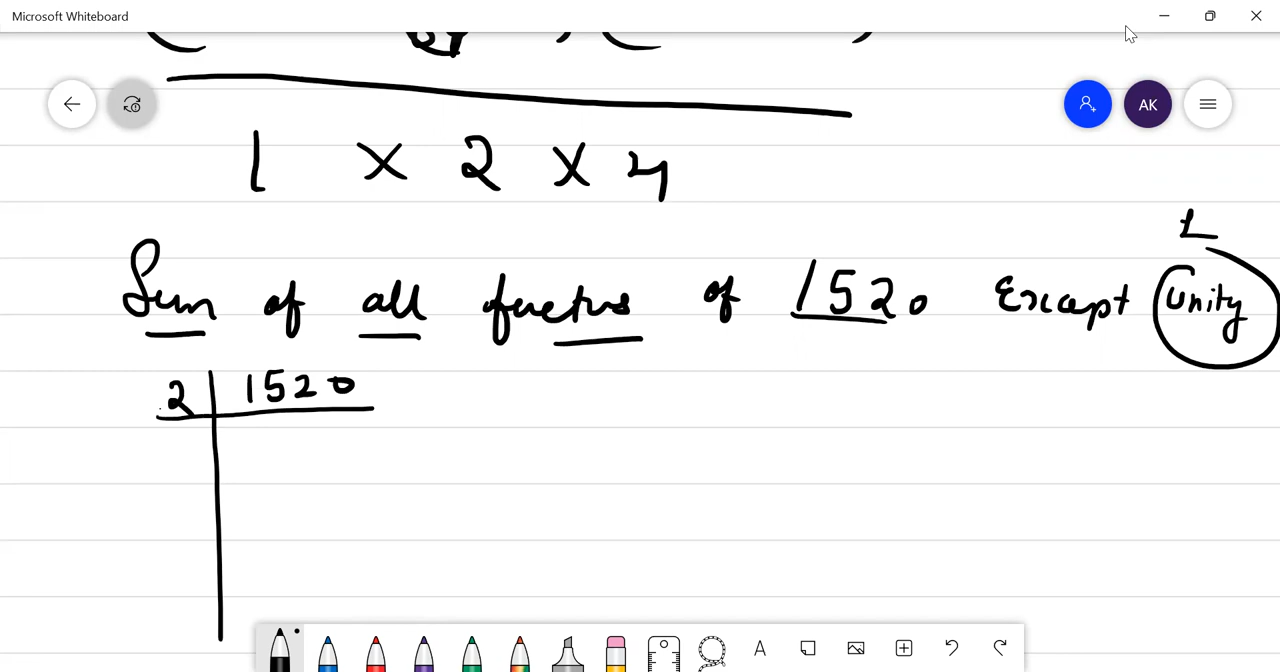 Microsoft Whiteboard
AK
1 × 2 × 4
1
Sum of all factors of 1520 Except Unity
2 | 1520
A